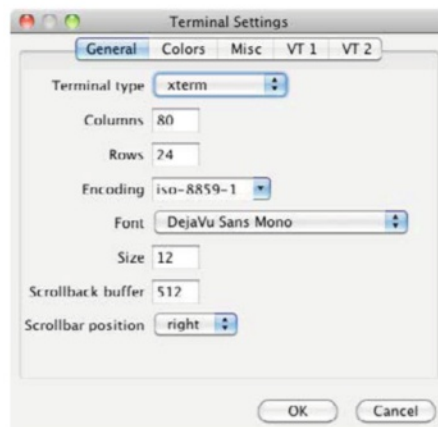 Terminal Settings
General Colors Misc VT 1 VT 2
Terminal type xterm
Columns 80
Rows 24
Encoding iso-8859-1
Font DejaVu Sans Mono
Size 12
Scrollback buffer 512
Scrollbar position right
OK Cancel